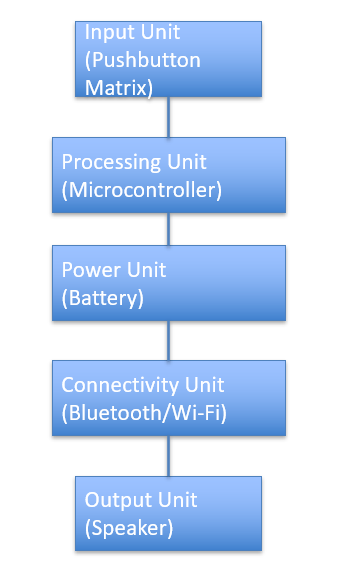 Input Unit
(Pushbutton
Matrix)
Processing Unit
(Microcontroller)
Power Unit
(Battery)
Connectivity Unit
(Bluetooth/Wi-Fi)
Output Unit
(Speaker)